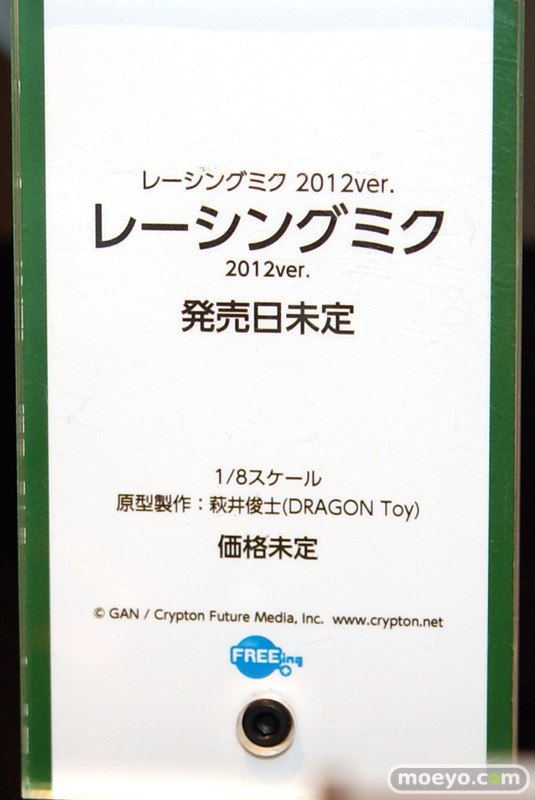 レーシングミク 2012ver.
レーシングミク
2012ver.
発売日未定
1/8スケール
原型製作：萩井俊士(DRAGON Toy)
価格未定
© GAN / Crypton Future Media, Inc. www.crypton.net
FREEing
moeyo.com